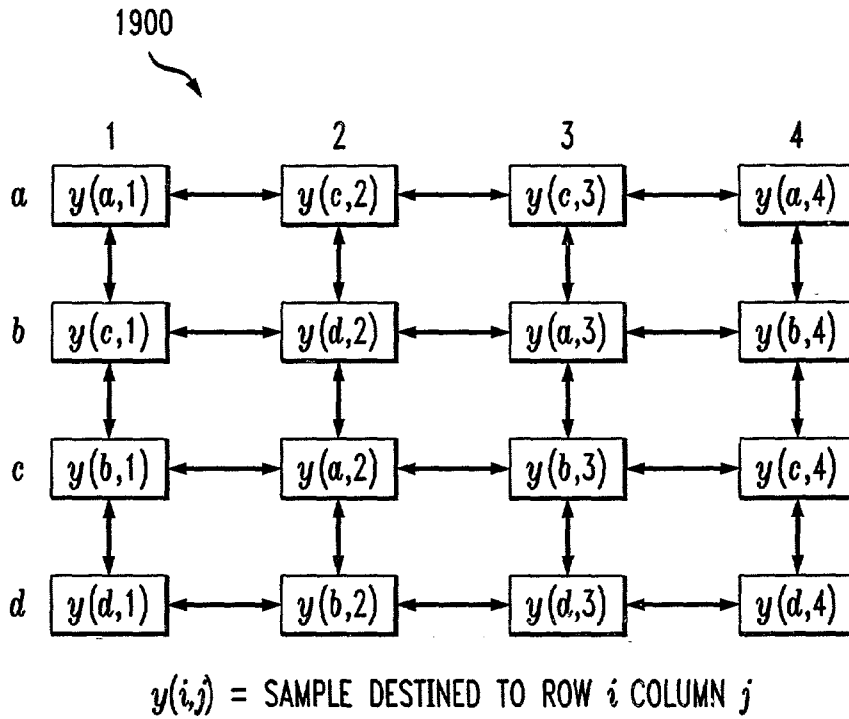 1900
1 2 3 4
a y(a,1) y(c,2) y(c,3) y(a,4)
b y(c,1) y(d,2) y(a,3) y(b,4)
c y(b,1) y(a,2) y(b,3) y(c,4)
d y(d,1) y(b,2) y(d,3) y(d,4)
y(i,j) = SAMPLE DESTINED TO ROW i COLUMN j